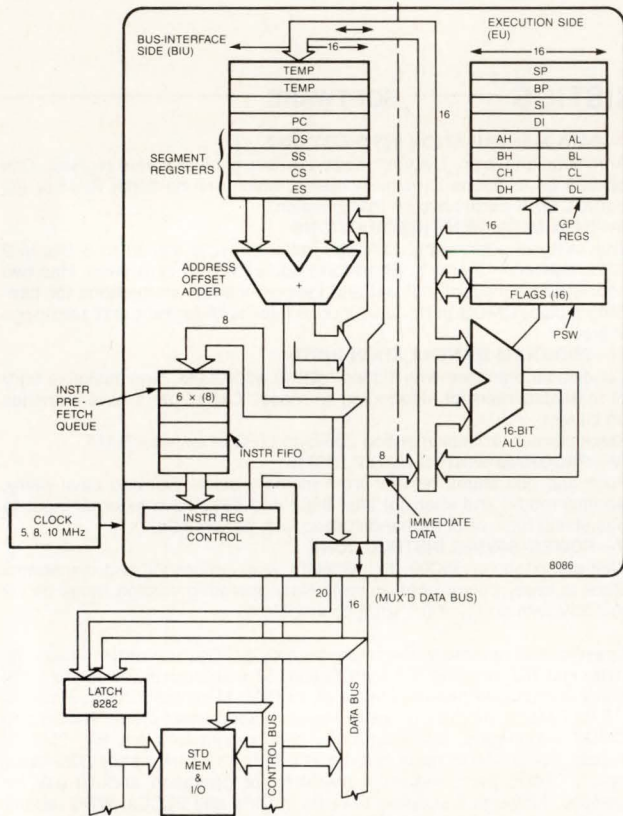 BUS-INTERFACE
SIDE (BIU)
16
EXECUTION SIDE
(EU)
16
TEMP
TEMP
PC
DS
SS
CS
ES
SEGMENT
REGISTERS
16
SP
BP
SI
DI
AH AL
BH BL
CH CL
DH DL
16
GP
REGS
ADDRESS
OFFSET
ADDER
+
FLAGS (16)
PSW
8
INSTR
PRE-
FETCH
QUEUE
6 × (8)
INSTR FIFO
16-BIT
ALU
8
INSTR REG
CONTROL
IMMEDIATE
DATA
CLOCK
5, 8, 10 MHz
8086
20
16
(MUX'D DATA BUS)
LATCH
8282
STD
MEM
&
I/O
CONTROL BUS
DATA BUS